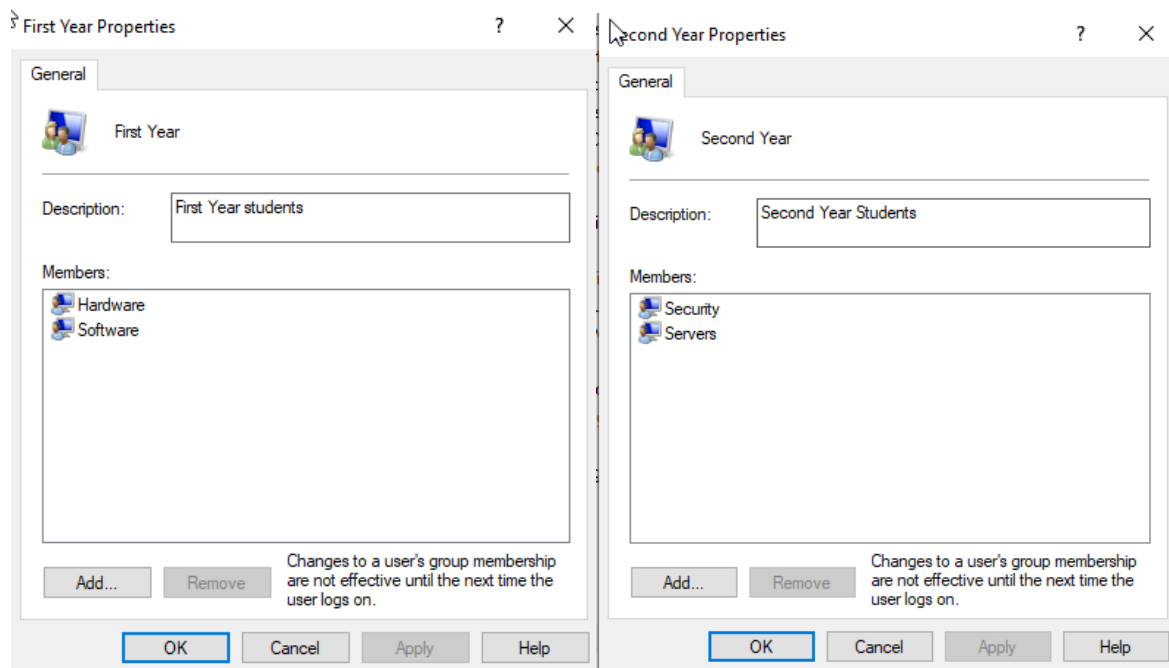 First Year Properties
?
General
First Year
Description:
First Year students
Members:
Hardware
Software
Add...
Remove
Changes to a user's group membership
are not effective until the next time the
user logs on.
OK
Cancel
Apply
Help
econd Year Properties
?
General
Second Year
Description:
Second Year Students
Members:
Security
Servers
Add...
Remove
Changes to a user's group membership
are not effective until the next time the
user logs on.
OK
Cancel
Apply
Help